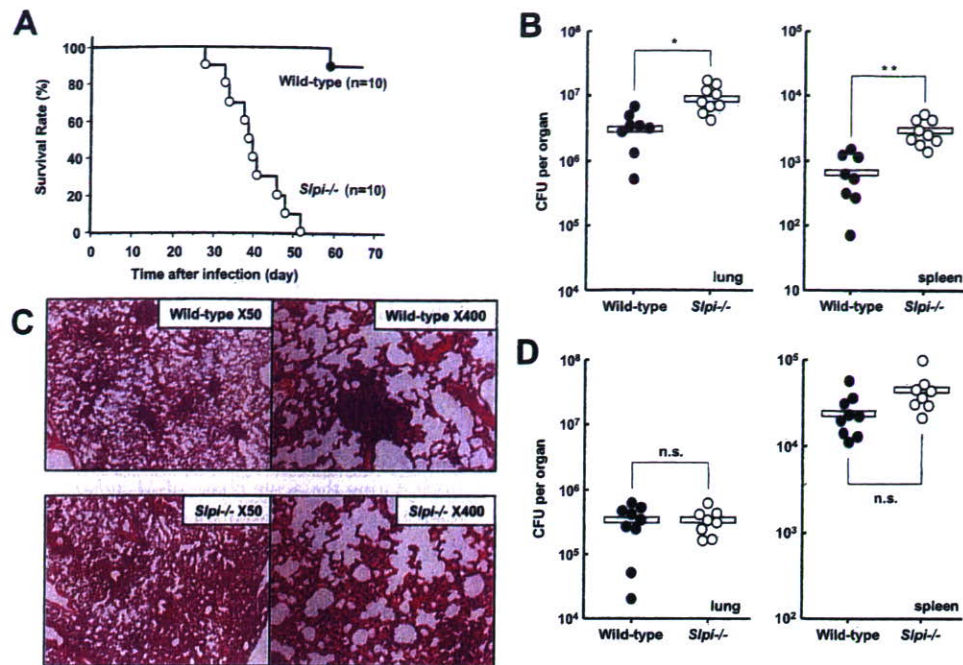 A
100
80
60
40
20
0
Survival Rate (%)
Wild-type (n=10)
Slpi-/- (n=10)
0 10 20 30 40 50 60 70
Time after infection (day)
B
10⁸
10⁷
10⁶
10⁵
10⁴
CFU per organ
*
lung
Wild-type Slpi-/-
10⁵
10⁴
10³
10²
10
**
spleen
Wild-type Slpi-/-
C
Wild-type X50
Wild-type X400
Slpi-/- X50
Slpi-/- X400
D
10⁸
10⁷
10⁶
10⁵
10⁴
CFU per organ
n.s.
lung
Wild-type Slpi-/-
10⁵
10⁴
10³
10²
n.s.
spleen
Wild-type Slpi-/-